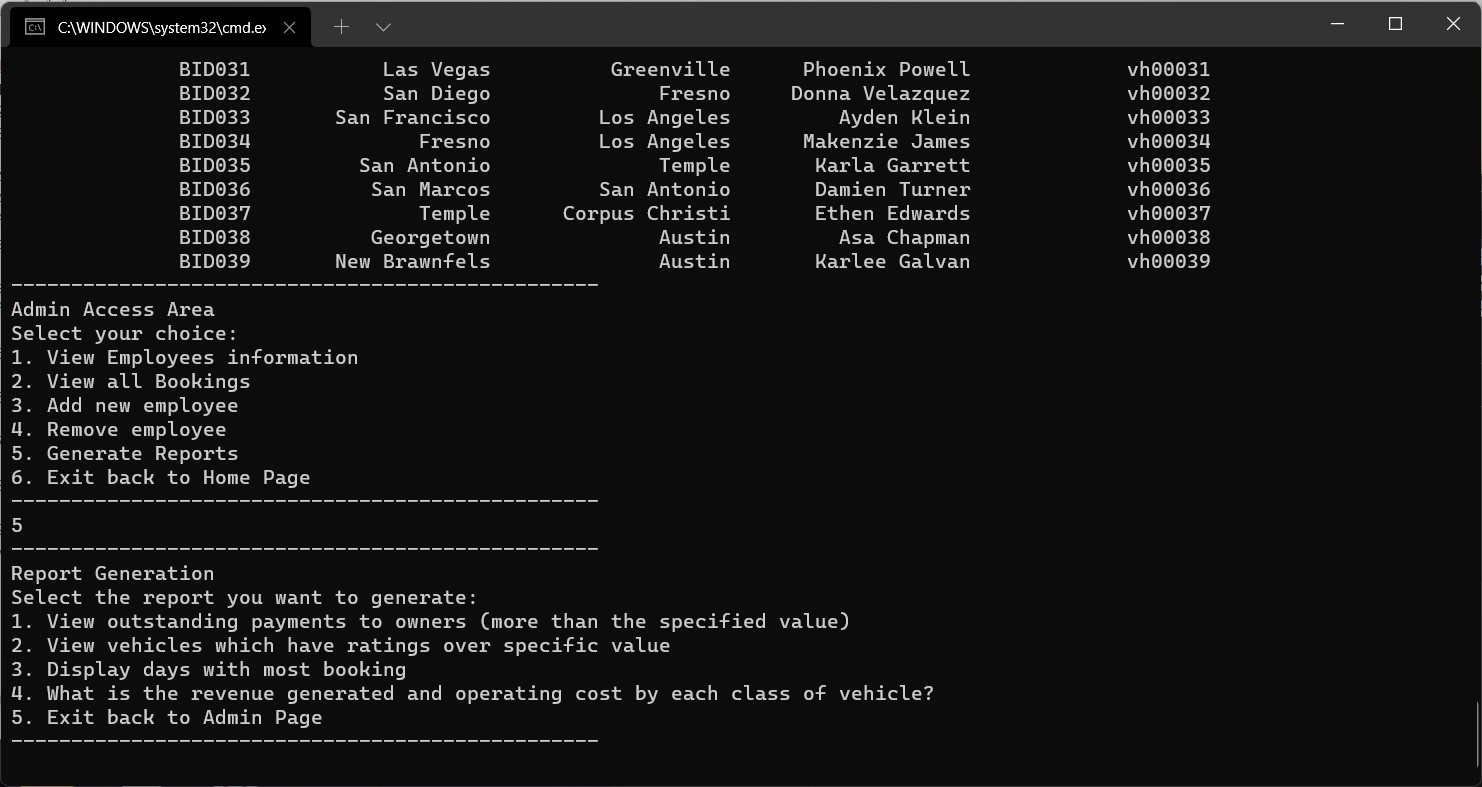 C:\WINDOWS\system32\cmd.ex
BID031 Las Vegas Greenville Phoenix Powell vh00031
BID032 San Diego Fresno Donna Velazquez vh00032
BID033 San Francisco Los Angeles Ayden Klein vh00033
BID034 Fresno Los Angeles Makenzie James vh00034
BID035 San Antonio Temple Karla Garrett vh00035
BID036 San Marcos San Antonio Damien Turner vh00036
BID037 Temple Corpus Christi Ethen Edwards vh00037
BID038 Georgetown Austin Asa Chapman vh00038
BID039 New Brawnfels Austin Karlee Galvan vh00039
-------------------------------------------------
Admin Access Area
Select your choice:
1. View Employees information
2. View all Bookings
3. Add new employee
4. Remove employee
5. Generate Reports
6. Exit back to Home Page
-------------------------------------------------
5
-------------------------------------------------
Report Generation
Select the report you want to generate:
1. View outstanding payments to owners (more than the specified value)
2. View vehicles which have ratings over specific value
3. Display days with most booking
4. What is the revenue generated and operating cost by each class of vehicle?
5. Exit back to Admin Page
-------------------------------------------------